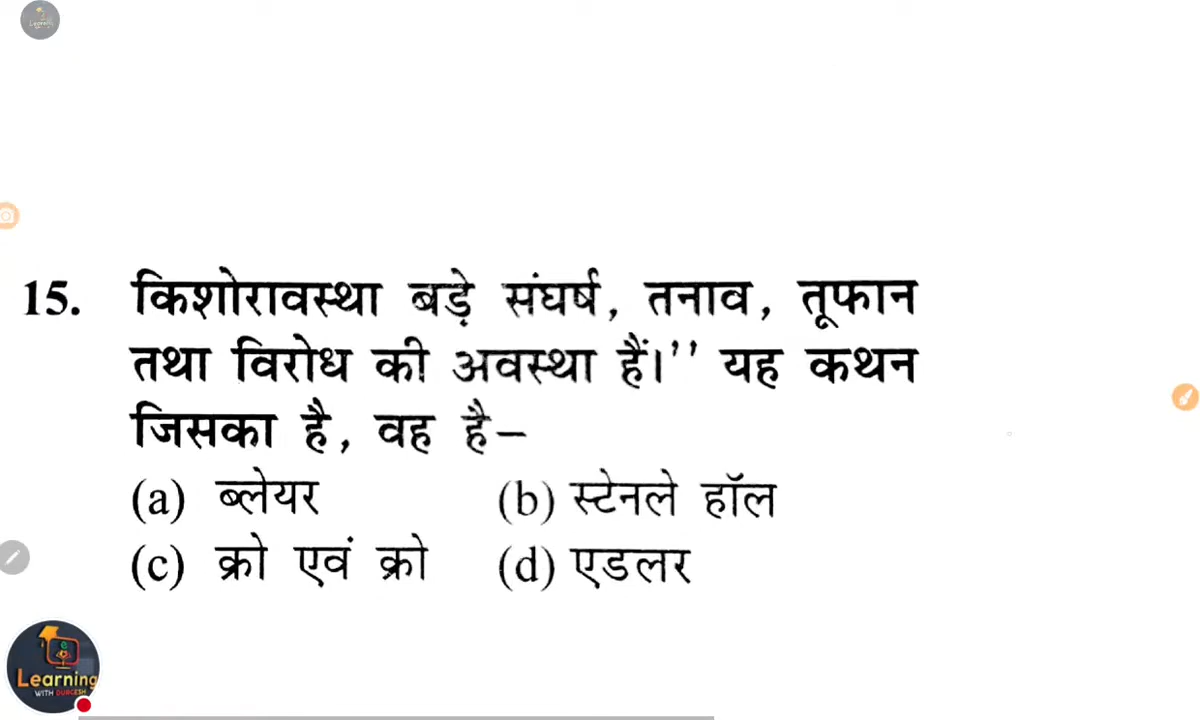 15. किशोरावस्था बड़े संघर्ष, तनाव, तूफान
तथा विरोध की अवस्था हैं।'' यह कथन
जिसका है, वह है–
(a) ब्लेयर (b) स्टेनले हॉल
(c) क्रो एवं क्रो (d) एडलर
Learning
WITH DURGESH